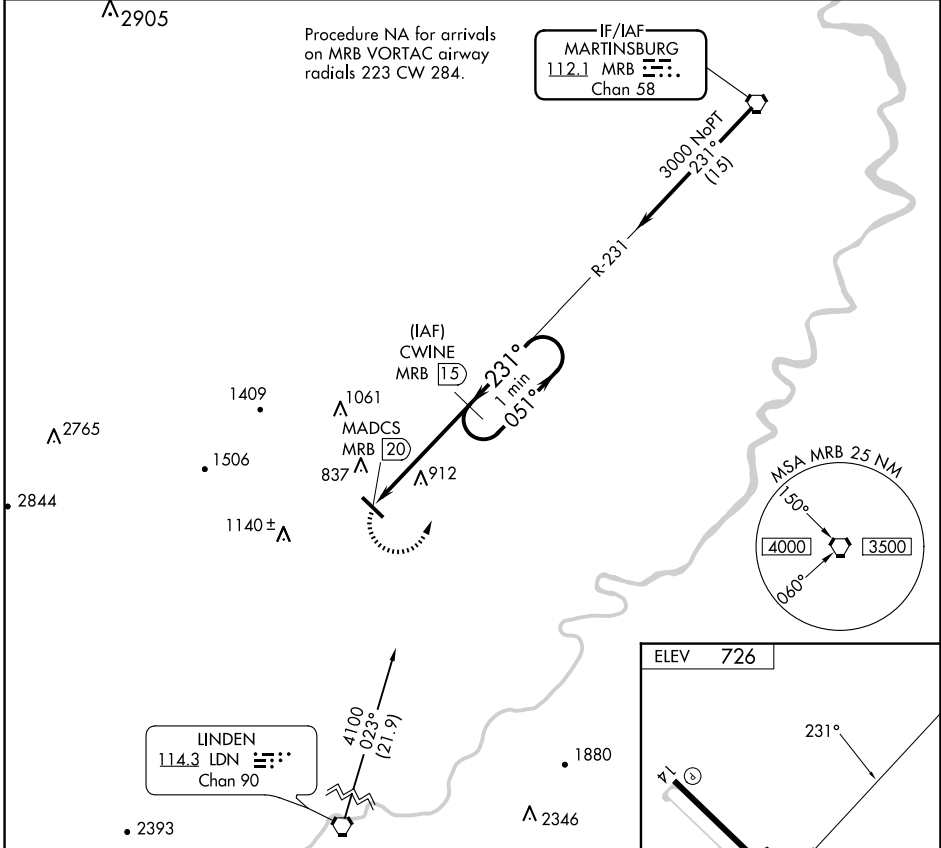 2905
Procedure NA for arrivals
on MRB VORTAC airway
radials 223 CW 284.
IF/IAF
MARTINSBURG
112.1 MRB
Chan 58
3000 NoPT
231°
(15)
R-231
(IAF)
CWINE
MRB 15
231°
1 min
051°
1409
1061
2765
MADCS
MRB 20
1506
837
912
2844
1140 ±
MSA MRB 25 NM
150°
4000
3500
060°
ELEV 726
4100
023°
(21.9)
231°
LINDEN
114.3 LDN
Chan 90
1880
14
P
2393
2346